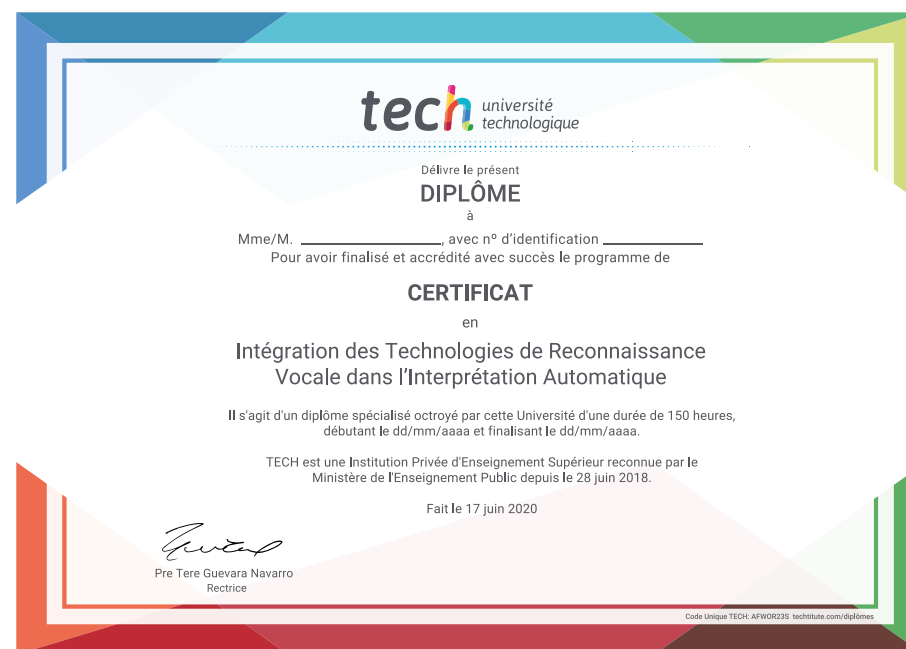 tech université
technologique
Délivre le présent
DIPLÔME
à
Mme/M. ____________________, avec nº d'identification ______________
Pour avoir finalisé et accrédité avec succès le programme de
CERTIFICAT
en
Intégration des Technologies de Reconnaissance
Vocale dans l'Interprétation Automatique
Il s'agit d'un diplôme spécialisé octroyé par cette Université d'une durée de 150 heures,
débutant le dd/mm/aaaa et finalisant le dd/mm/aaaa.
TECH est une Institution Privée d'Enseignement Supérieur reconnue par le
Ministère de l'Enseignement Public depuis le 28 juin 2018.
Fait le 17 juin 2020
Pre Tere Guevara Navarro
Rectrice
Code Unique TECH: AFWOR23S techtitute.com/diplômes